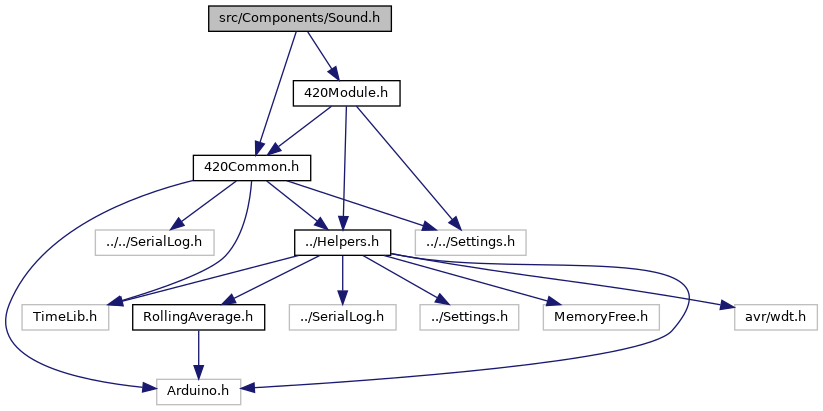 src/Components/Sound.h
420Module.h
420Common.h
../../SerialLog.h
../Helpers.h
../../Settings.h
TimeLib.h
RollingAverage.h
../SerialLog.h
../Settings.h
MemoryFree.h
avr/wdt.h
Arduino.h